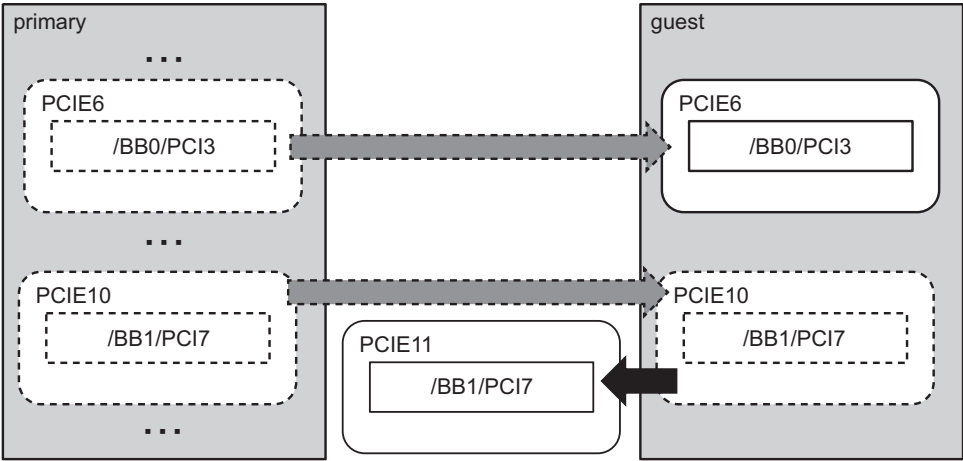 primary
...
PCIE6
/BB0/PCI3
...
PCIE10
/BB1/PCI7
...
PCIE11
/BB1/PCI7
guest
PCIE6
/BB0/PCI3
PCIE10
/BB1/PCI7